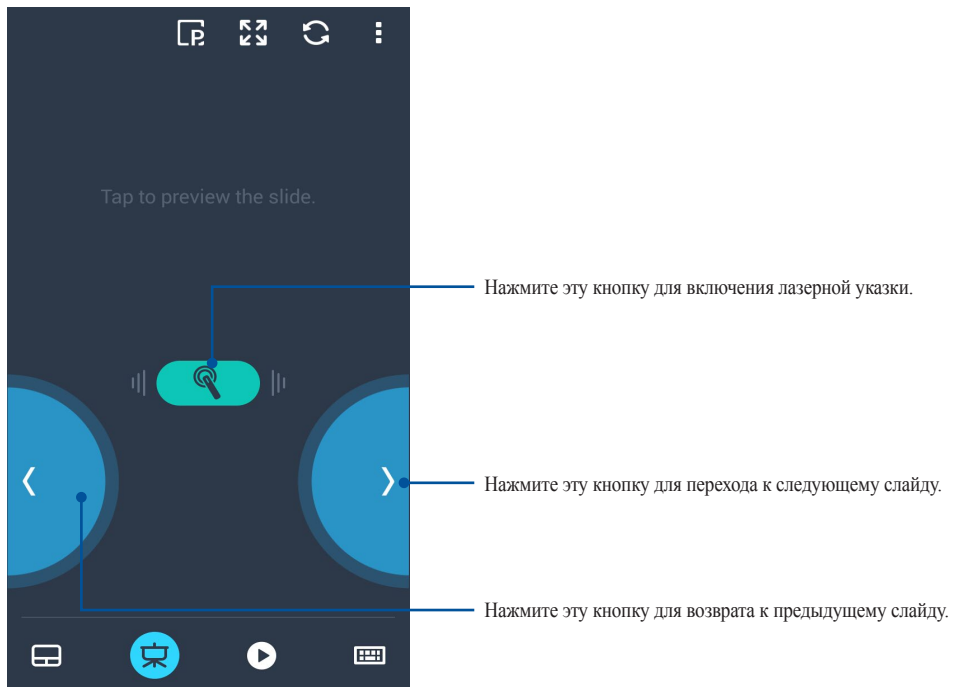 P
Tap to preview the slide.
Нажмите эту кнопку для включения лазерной указки.
Нажмите эту кнопку для перехода к следующему слайду.
Нажмите эту кнопку для возврата к предыдущему слайду.